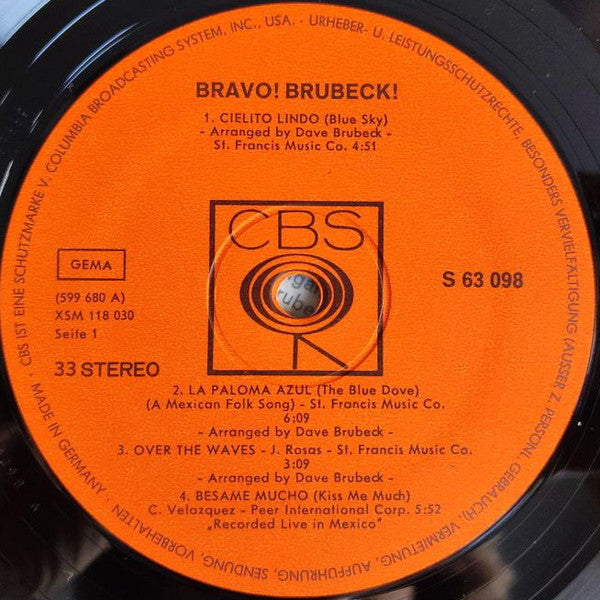 BRAVO! BRUBECK!
1. CIELITO LINDO (Blue Sky)
- Arranged by Dave Brubeck -
St. Francis Music Co. 4:51
CBS
GEMA
(599 680 A)
XSM 118 030
Seite 1
33 STEREO
S 63 098
2. LA PALOMA AZUL (The Blue Dove)
(A Mexican Folk Song) - St. Francis Music Co.
6:09
- Arranged by Dave Brubeck -
3. OVER THE WAVES - J. Rosas - St. Francis Music Co.
3:09
- Arranged by Dave Brubeck -
4. BESAME MUCHO (Kiss Me Much)
C. Velazquez - Peer International Corp. 5:52
„Recorded Live in Mexico”
CBS IST EINE SCHUTZMARKE V. COLUMBIA BROADCASTING SYSTEM, INC., USA. - URHEBER- U. LEISTUNGSSCHUTZRECHTE, BESONDERS VERVIELFÄLTIGUNG (AUSSER Z. PERSÖNL. GEBRAUCH), VERMIETUNG, AUFFÜHRUNG, SENDUNG, VORBEHALTEN
MADE IN GERMANY -